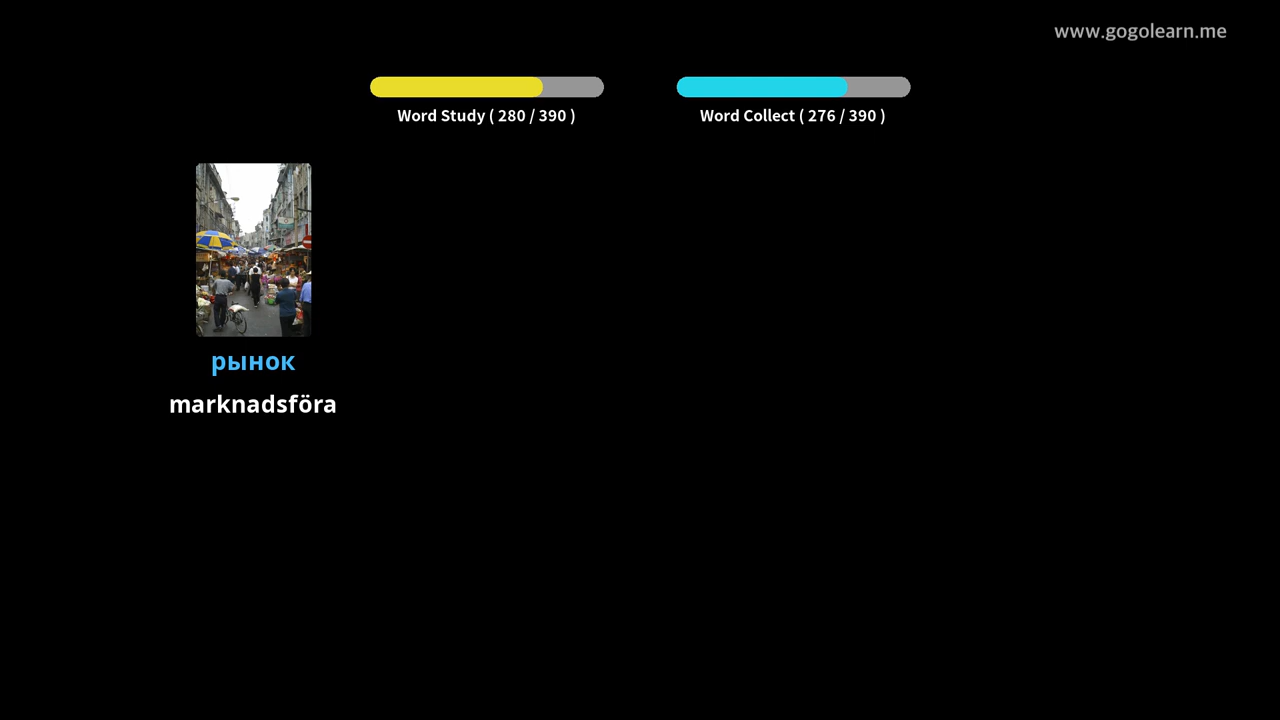 www.gogolearn.me
Word Study ( 280 / 390 )
Word Collect ( 276 / 390 )
рынок
marknadsföra